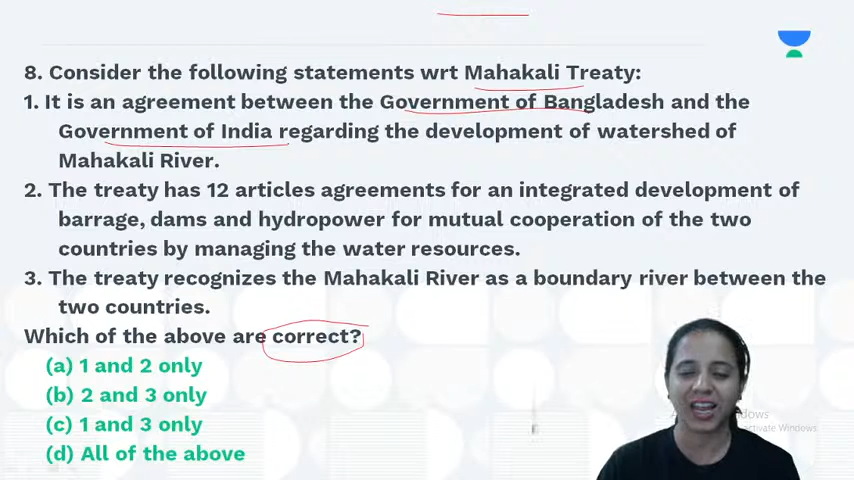 8. Consider the following statements wrt Mahakali Treaty:
1. It is an agreement between the Government of Bangladesh and the
Government of India regarding the development of watershed of
Mahakali River.
2. The treaty has 12 articles agreements for an integrated development of
barrage, dams and hydropower for mutual cooperation of the two
countries by managing the water resources.
3. The treaty recognizes the Mahakali River as a boundary river between the
two countries.
Which of the above are correct?
(a) 1 and 2 only
(b) 2 and 3 only
(c) 1 and 3 only
(d) All of the above
activate Windows